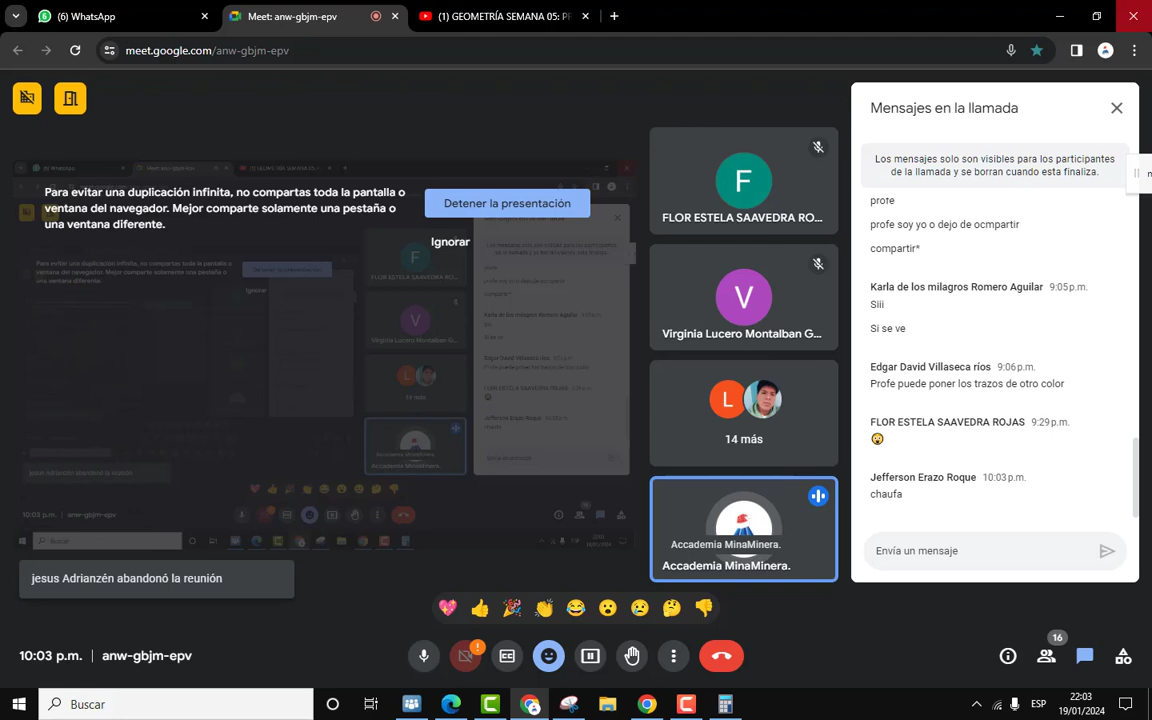 (6) WhatsApp
Meet: anw-gbjm-epv
(1) GEOMETRÍA SEMANA 05: PR
meet.google.com/anw-gbjm-epv
Para evitar una duplicación infinita, no compartas toda la pantalla o
ventana del navegador. Mejor comparte solamente una pestaña o
una ventana diferente.
Detener la presentación
Ignorar
F
FLOR ESTELA SAAVEDRA RO...
V
Virginia Lucero Montalban G...
L
14 más
Accademia MinaMinera.
Accademia MinaMinera.
Mensajes en la llamada
Los mensajes solo son visibles para los participantes
de la llamada y se borran cuando esta finaliza.
profe soy yo o dejo de ocmpartir
compartir*
Karla de los milagros Romero Aguilar 9:05 p.m.
Siii
Si se ve
Edgar David Villaseca ríos 9:06 p.m.
Profe puede poner los trazos de otro color
FLOR ESTELA SAAVEDRA ROJAS 9:29 p.m.
Jefferson Erazo Roque 10:03 p.m.
chaufa
Envía un mensaje
jesus Adrianzén abandonó la reunión
10:03 p.m. | anw-gbjm-epv
16
Buscar
ESP
22:03
19/01/2024